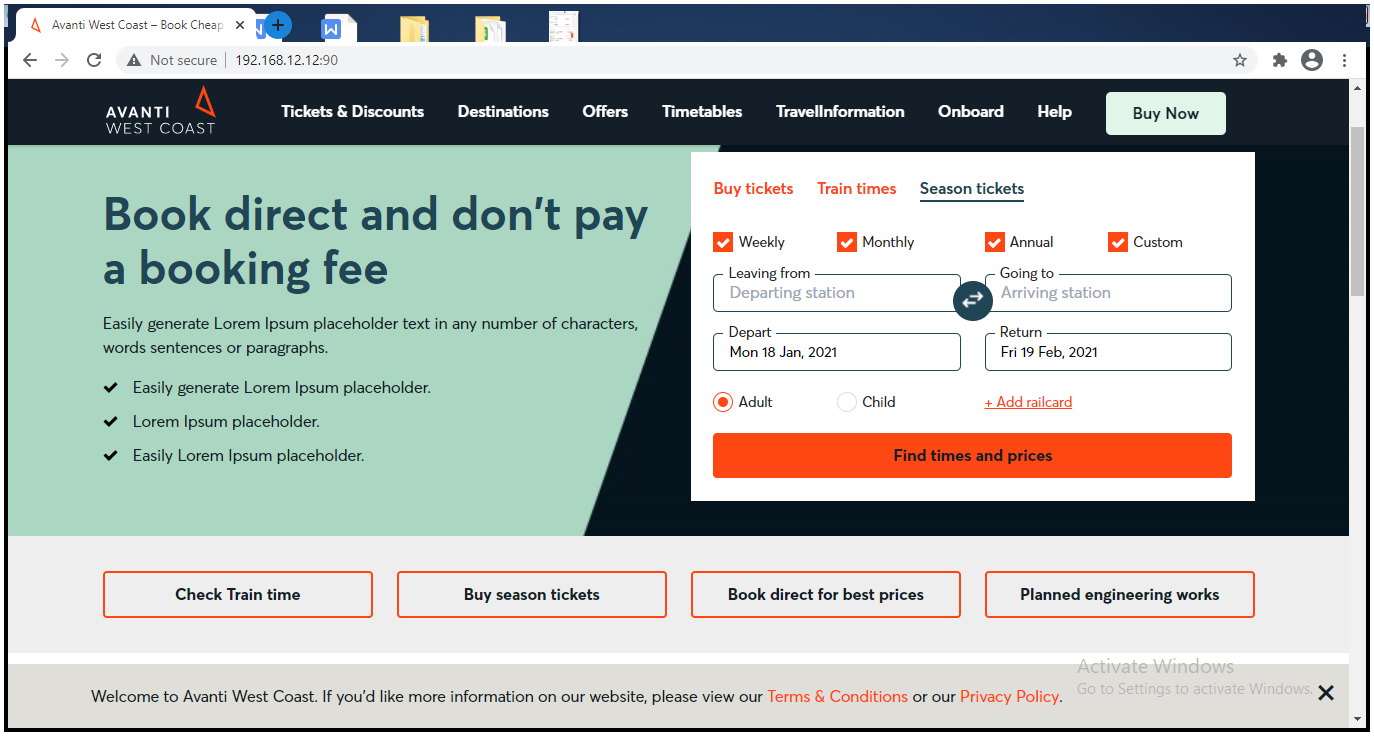 Avanti West Coast – Book Cheap
Not secure
192.168.12.12:90
AVANTI
WEST COAST
Tickets & Discounts
Destinations
Offers
Timetables
TravelInformation
Onboard
Help
Buy Now
Book direct and don't pay
a booking fee
Easily generate Lorem Ipsum placeholder text in any number of characters,
words sentences or paragraphs.
Easily generate Lorem Ipsum placeholder.
Lorem Ipsum placeholder.
Easily Lorem Ipsum placeholder.
Buy tickets
Train times
Season tickets
Weekly
Monthly
Annual
Custom
Leaving from
Departing station
Going to
Arriving station
Depart
Mon 18 Jan, 2021
Return
Fri 19 Feb, 2021
Adult
Child
+ Add railcard
Find times and prices
Check Train time
Buy season tickets
Book direct for best prices
Planned engineering works
Activate Windows
Go to Settings to activate Windows.
Welcome to Avanti West Coast. If you'd like more information on our website, please view our Terms & Conditions or our Privacy Policy.